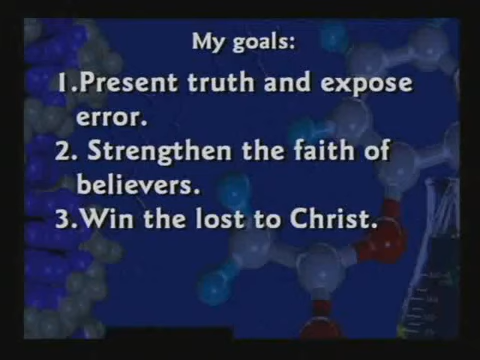 My goals:
1.Present truth and expose
error.
2. Strengthen the faith of
believers.
3.Win the lost to Christ.